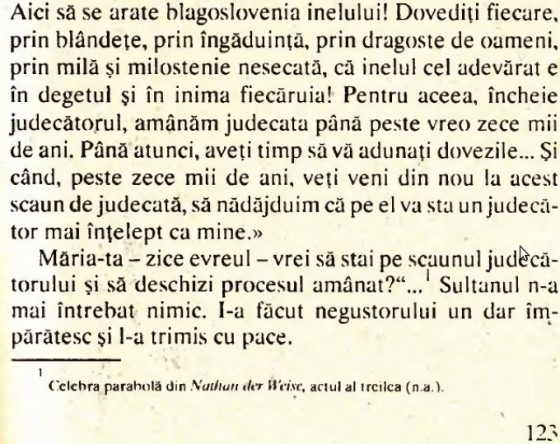 Aici să se arate blagoslovenia inelului! Dovediți fiecare,
prin blândețe, prin îngăduință, prin dragoste de oameni,
prin milă și milostenie nesecată, că inelul cel adevărat e
în degetul și în inima fiecăruia! Pentru aceea, încheie
judecătorul, amânăm judecata până peste vreo zece mii
de ani. Până atunci, aveți timp să vă adunați dovezile... Și
când, peste zece mii de ani, veți veni din nou la acest
scaun de judecată, să nădăjduim că pe el va sta un judecă-
tor mai înțelept ca mine.»
Măria-ta – zice evreul – vrei să stai pe scaunul judecă-
torului și să deschizi procesul amânat?“...¹ Sultanul n-a
mai întrebat nimic. I-a făcut negustorului un dar îm-
părătesc și l-a trimis cu pace.
¹
Celebra parabolă din Nathan der Weise, actul al treilea (n.a.).
123